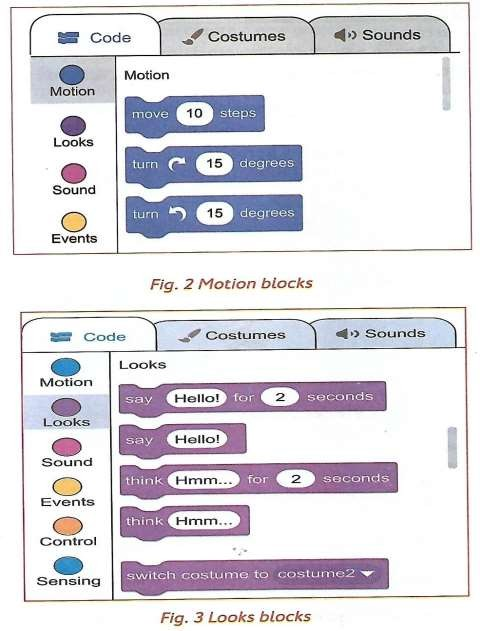 Code Costumes Sounds
Motion
Motion
move 10 steps
Looks
turn 15 degrees
Sound
turn 15 degrees
Events
Fig. 2 Motion blocks
Code Costumes Sounds
Looks
Motion
say Hello! for 2 seconds
Looks
say Hello!
Sound
think Hmm... for 2 seconds
Events
think Hmm...
Control
switch costume to costume2
Sensing
Fig. 3 Looks blocks